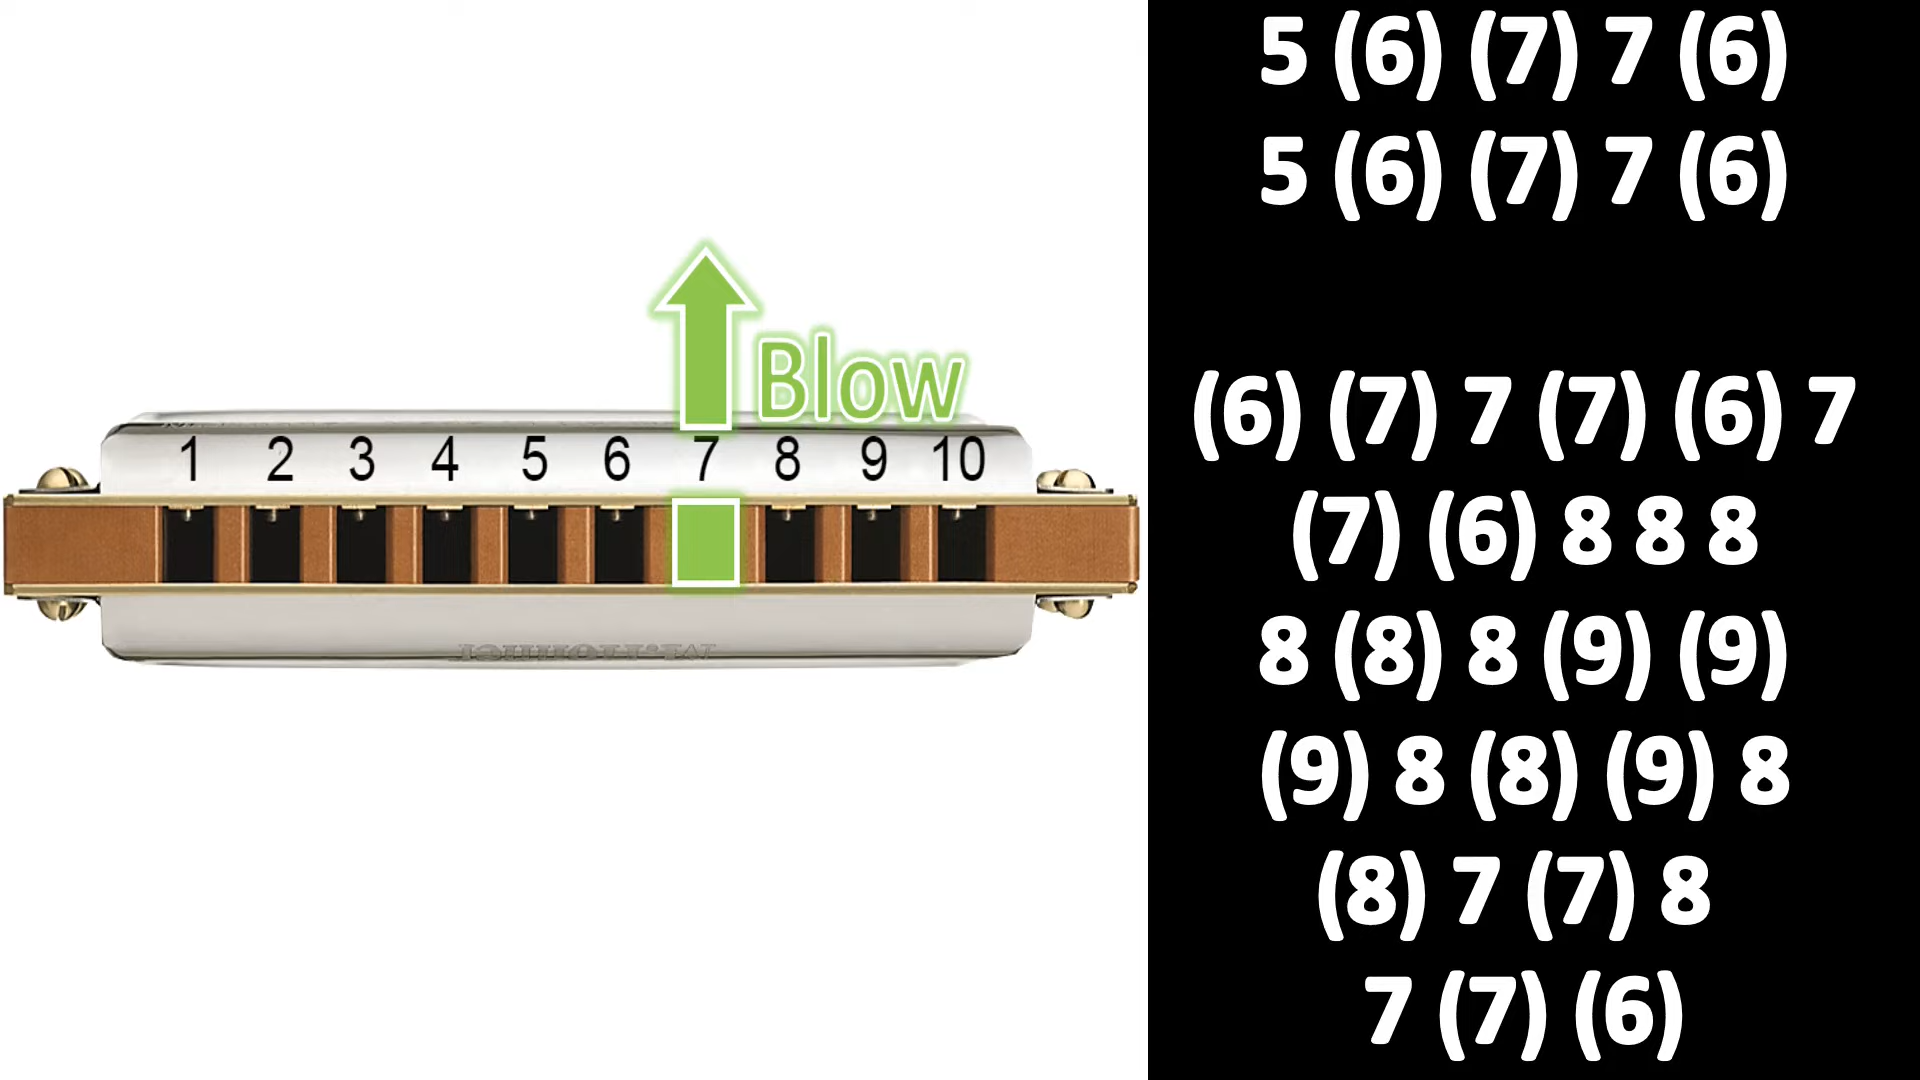 Blow
1 2 3 4 5 6 7 8 9 10
M. Hohner
5 (6) (7) 7 (6)
5 (6) (7) 7 (6)
(6) (7) 7 (7) (6) 7
(7) (6) 8 8 8
8 (8) 8 (9) (9)
(9) 8 (8) (9) 8
(8) 7 (7) 8
7 (7) (6)